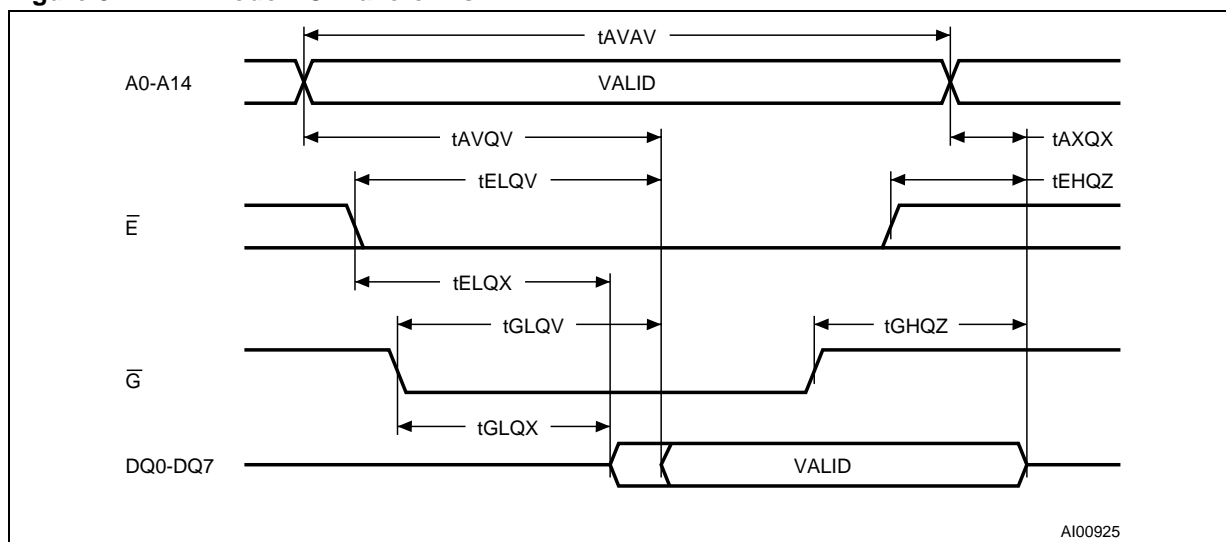 A0-A14
tAVAV
VALID
tAVQV
tAXQX
tELQV
tEHQZ
E̅
tELQX
tGLQV
tGHQZ
G̅
tGLQX
DQ0-DQ7
VALID
AI00925